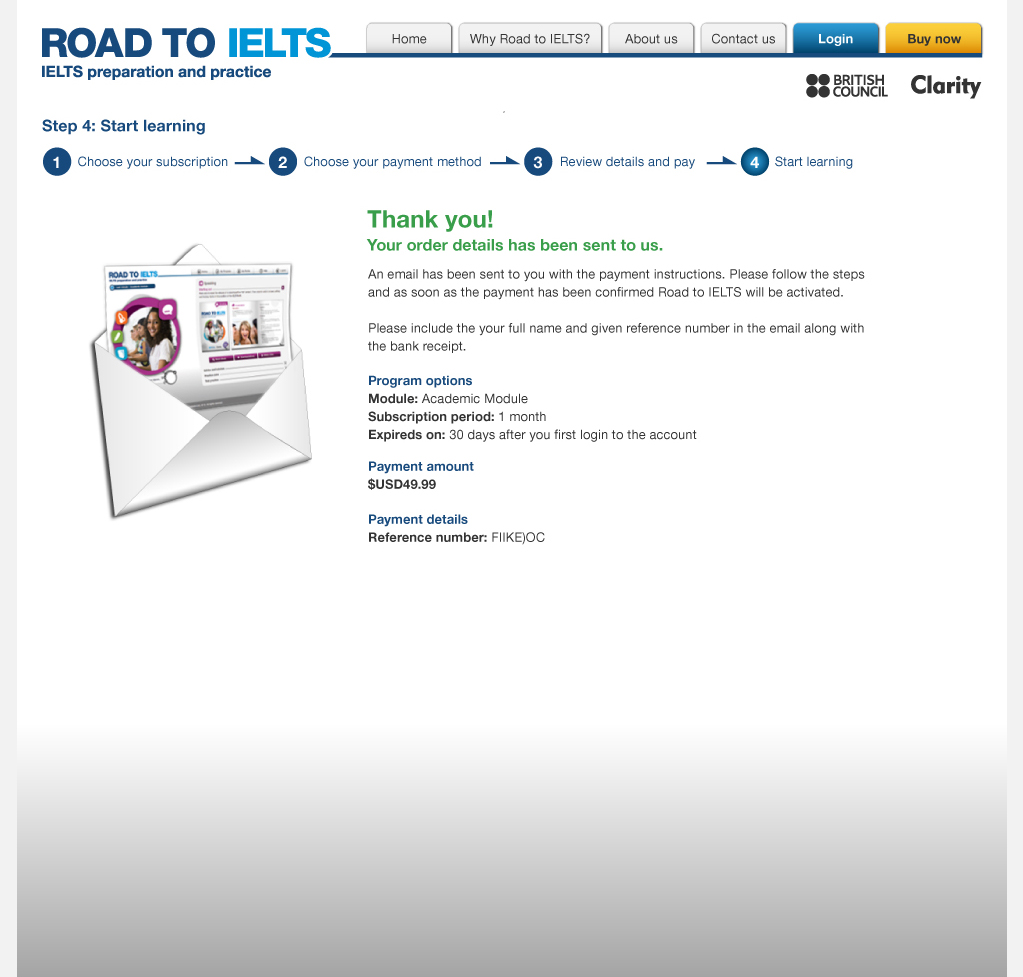 ROAD TO IELTS
IELTS preparation and practice
Home
Why Road to IELTS?
About us
Contact us
Login
Buy now
BRITISH
COUNCIL
Clarity
Step 4: Start learning
1 Choose your subscription
2 Choose your payment method
3 Review details and pay
4 Start learning
Thank you!
Your order details has been sent to us.
An email has been sent to you with the payment instructions. Please follow the steps
and as soon as the payment has been confirmed Road to IELTS will be activated.
Please include the your full name and given reference number in the email along with
the bank receipt.
Program options
Module: Academic Module
Subscription period: 1 month
Expireds on: 30 days after you first login to the account
Payment amount
$USD49.99
Payment details
Reference number: FIIKE)OC
ROAD TO IELTS